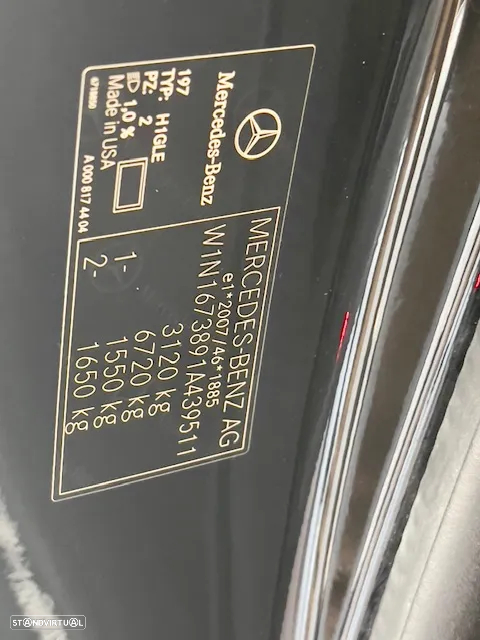 Mercedes-Benz
197
TYP: H1GLE
PZ: 2
1,0 %
Made in USA
6716800
A 000 817 44 04
MERCEDES-BENZ AG
e1*2007/46*1885
W1N1673891A439511
3120 kg
6720 kg
1- 1550 kg
2- 1650 kg
STANDVIRTUAL